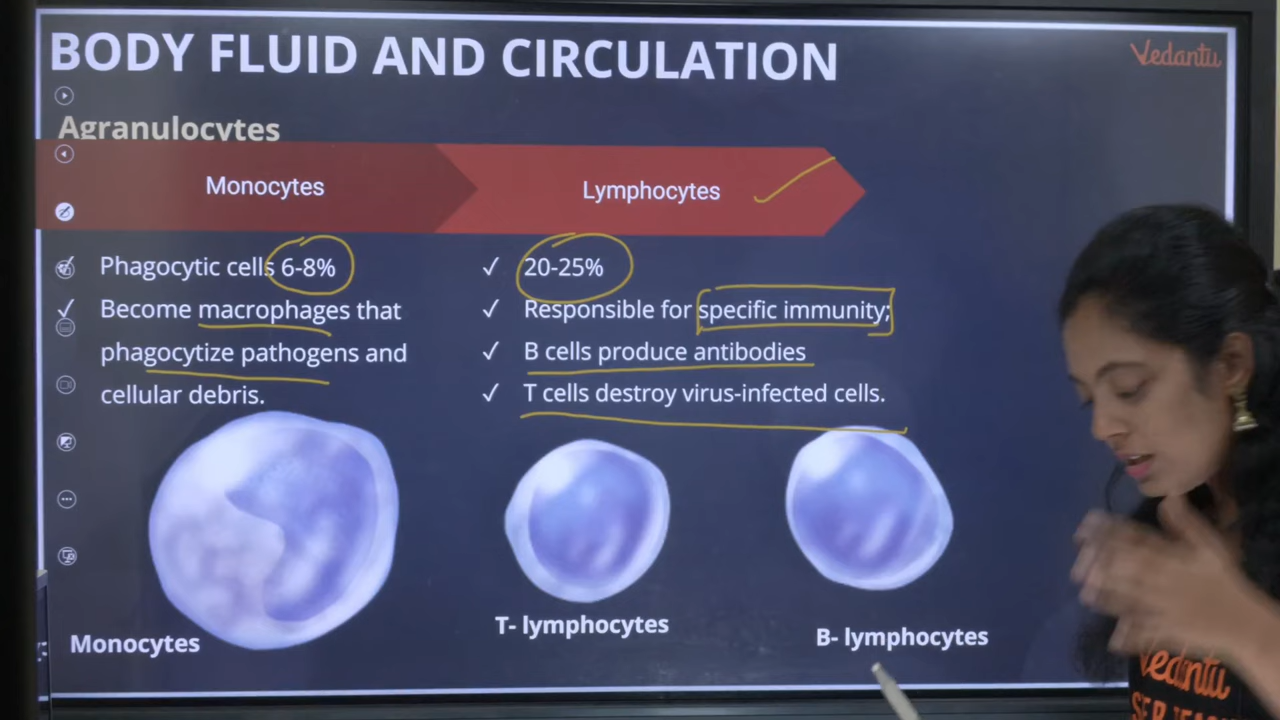 BODY FLUID AND CIRCULATION
Vedantu
Agranulocytes
Monocytes
Lymphocytes
Phagocytic cells 6-8%
✓ Become macrophages that
phagocytize pathogens and
cellular debris.
✓ 20-25%
✓ Responsible for specific immunity;
✓ B cells produce antibodies
✓ T cells destroy virus-infected cells.
Monocytes
T- lymphocytes
B- lymphocytes
Vedantu